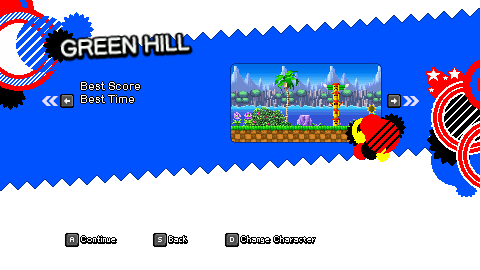 GREEN HILL
Best Score
Best Time
A Continue
S Back
D Change Character